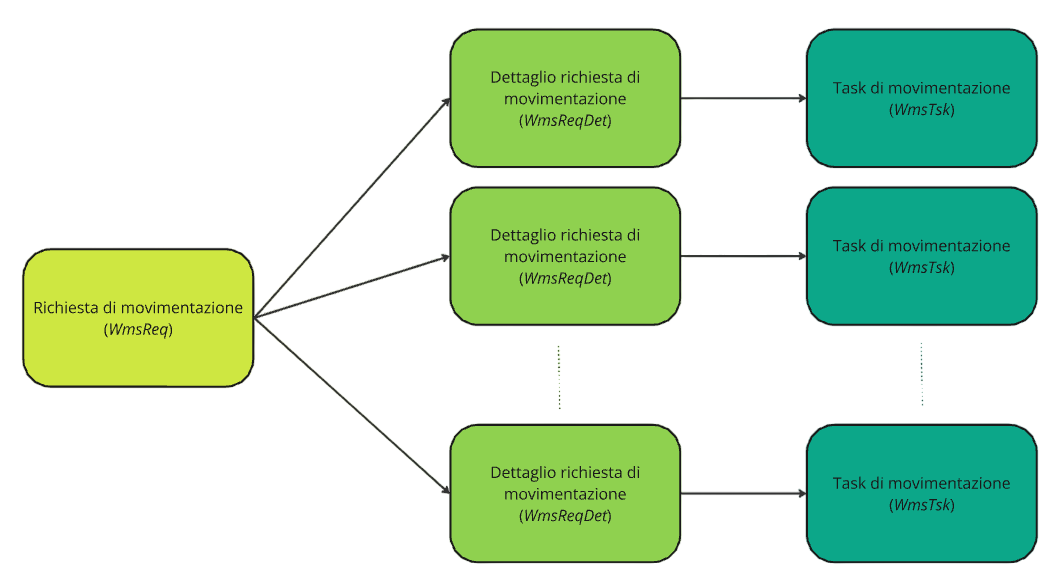 Dettaglio richiesta di
movimentazione
(WmsReqDet)
Task di movimentazione
(WmsTsk)
Dettaglio richiesta di
movimentazione
(WmsReqDet)
Task di movimentazione
(WmsTsk)
Richiesta di movimentazione
(WmsReq)
Dettaglio richiesta di
movimentazione
(WmsReqDet)
Task di movimentazione
(WmsTsk)